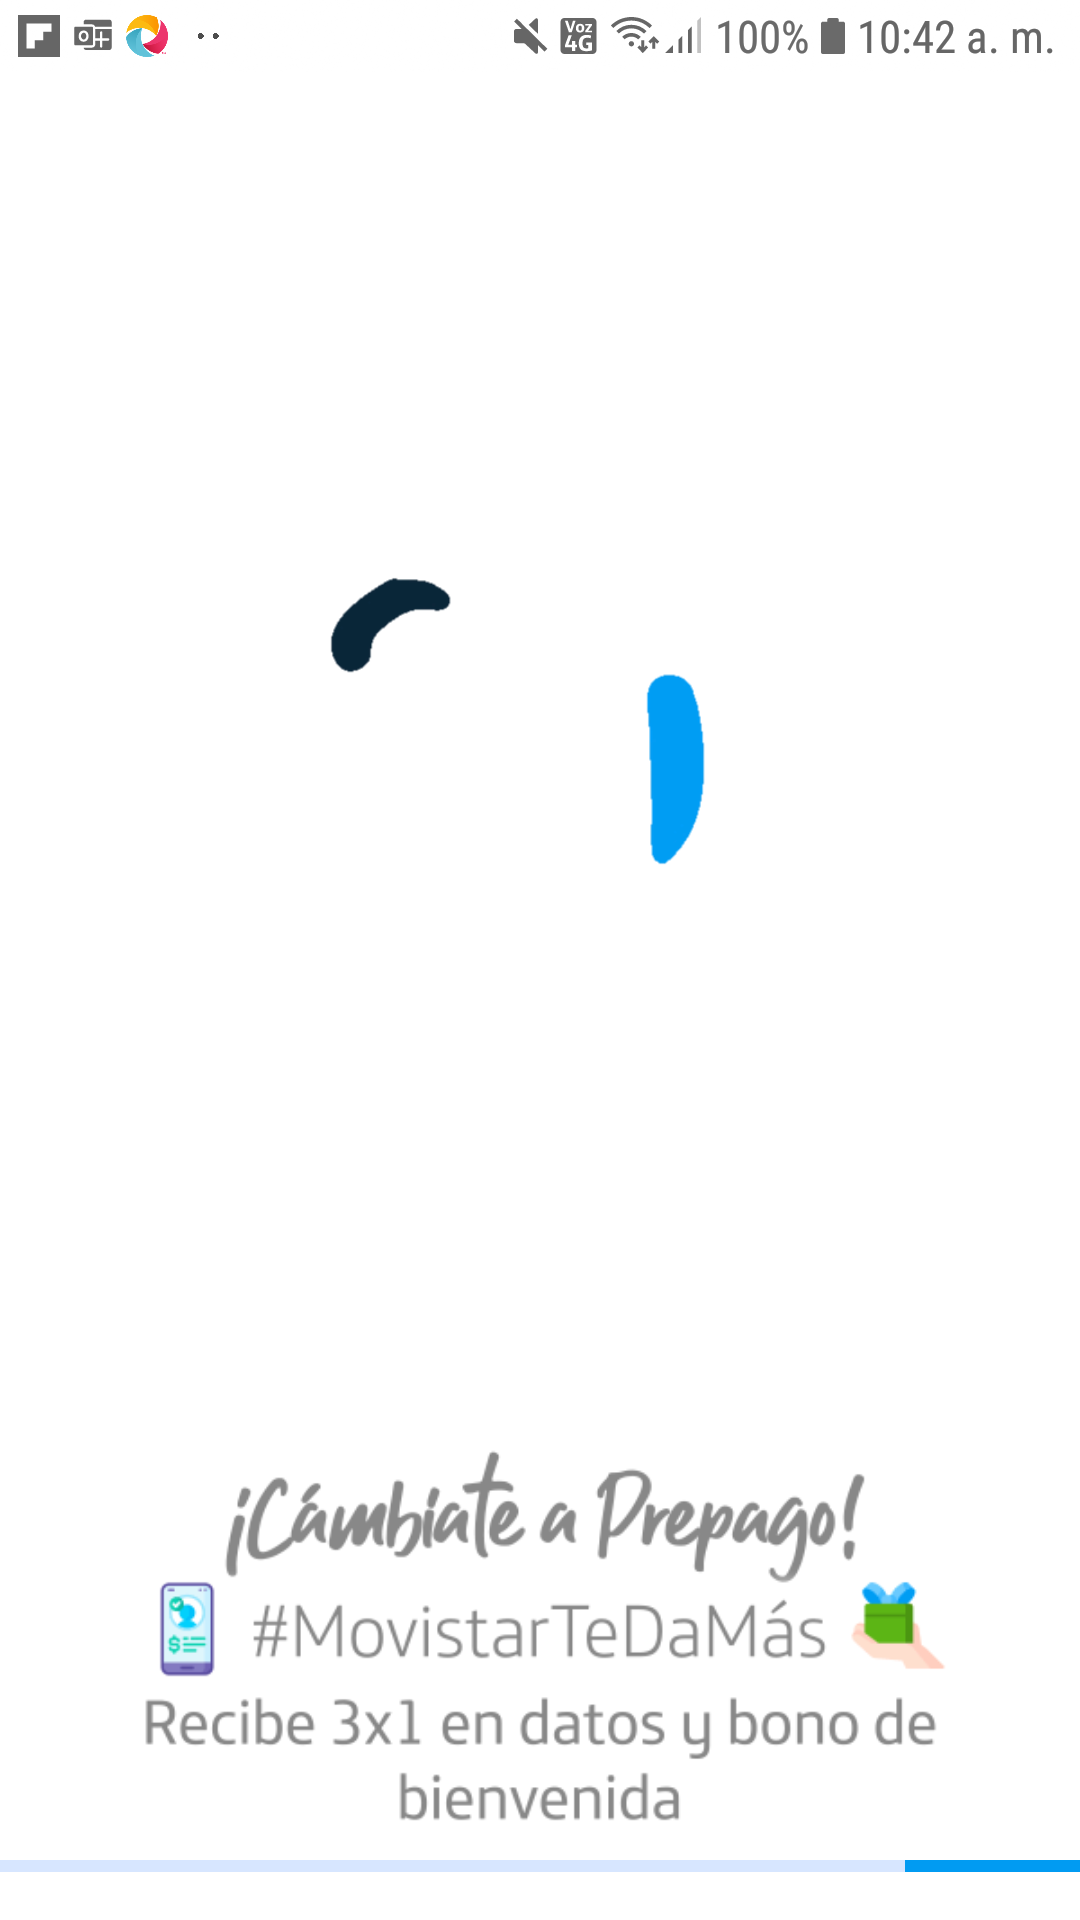 Voz 4G 100% 10:42 a. m.
¡Cámbiate a Prepago!
#MovistarTeDaMás
Recibe 3x1 en datos y bono de
bienvenida